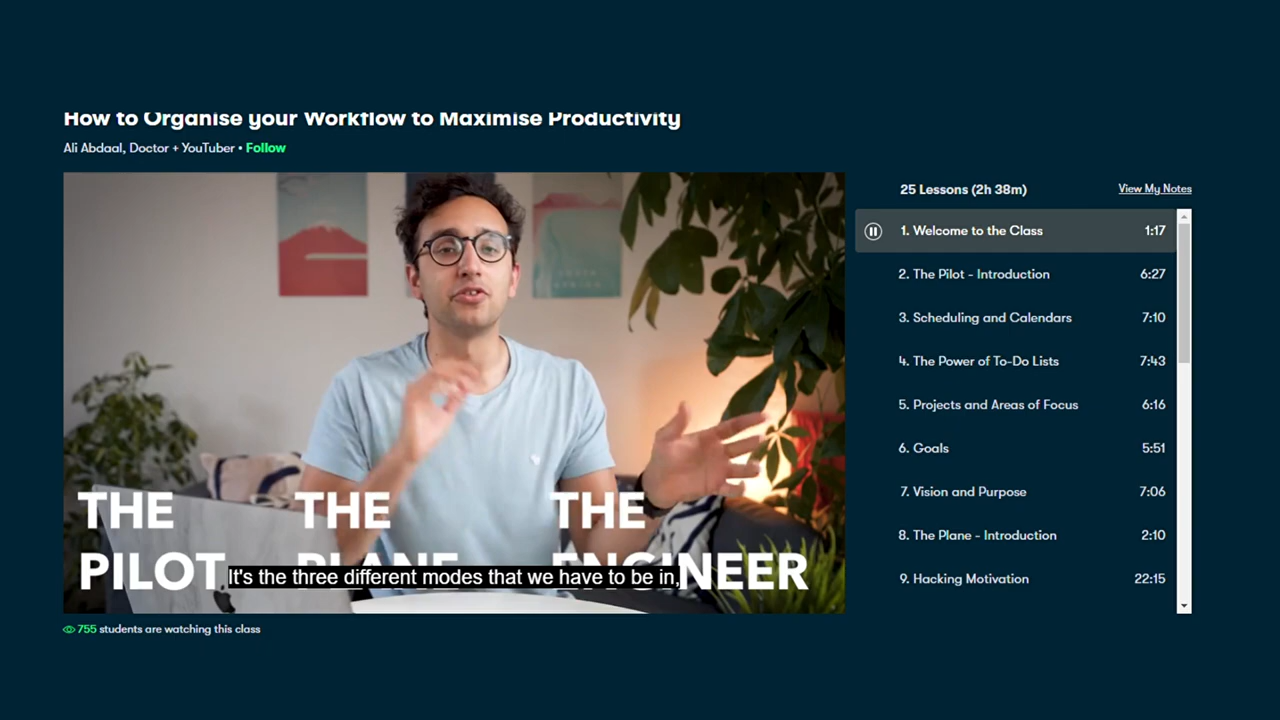 How to Organise your Workflow to Maximise Productivity
Ali Abdaal, Doctor + YouTuber • Follow
25 Lessons (2h 38m)
View My Notes
1. Welcome to the Class 1:17
2. The Pilot - Introduction 6:27
3. Scheduling and Calendars 7:10
4. The Power of To-Do Lists 7:43
5. Projects and Areas of Focus 6:16
6. Goals 5:51
7. Vision and Purpose 7:06
8. The Plane - Introduction 2:10
9. Hacking Motivation 22:15
THE THE THE
PILOT PLANE ENGINEER
It's the three different modes that we have to be in,
755 students are watching this class